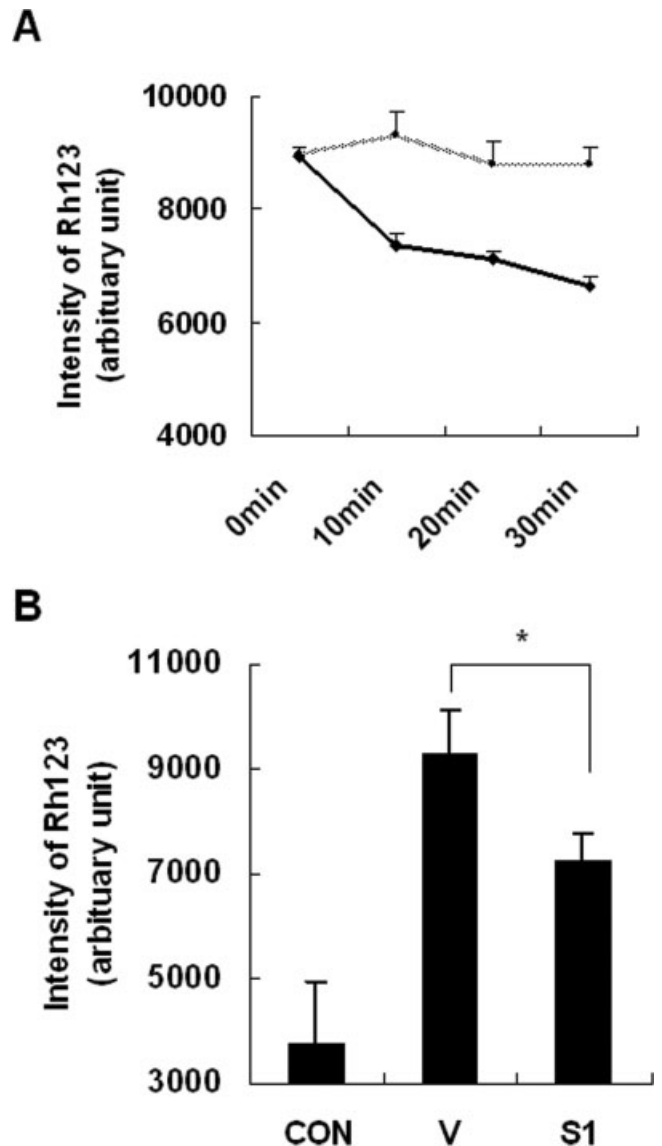 A
Intensity of Rh123
(arbituary unit)
10000
8000
6000
4000
0min
10min
20min
30min
B
Intensity of Rh123
(arbituary unit)
11000
9000
7000
5000
3000
*
CON
V
S1